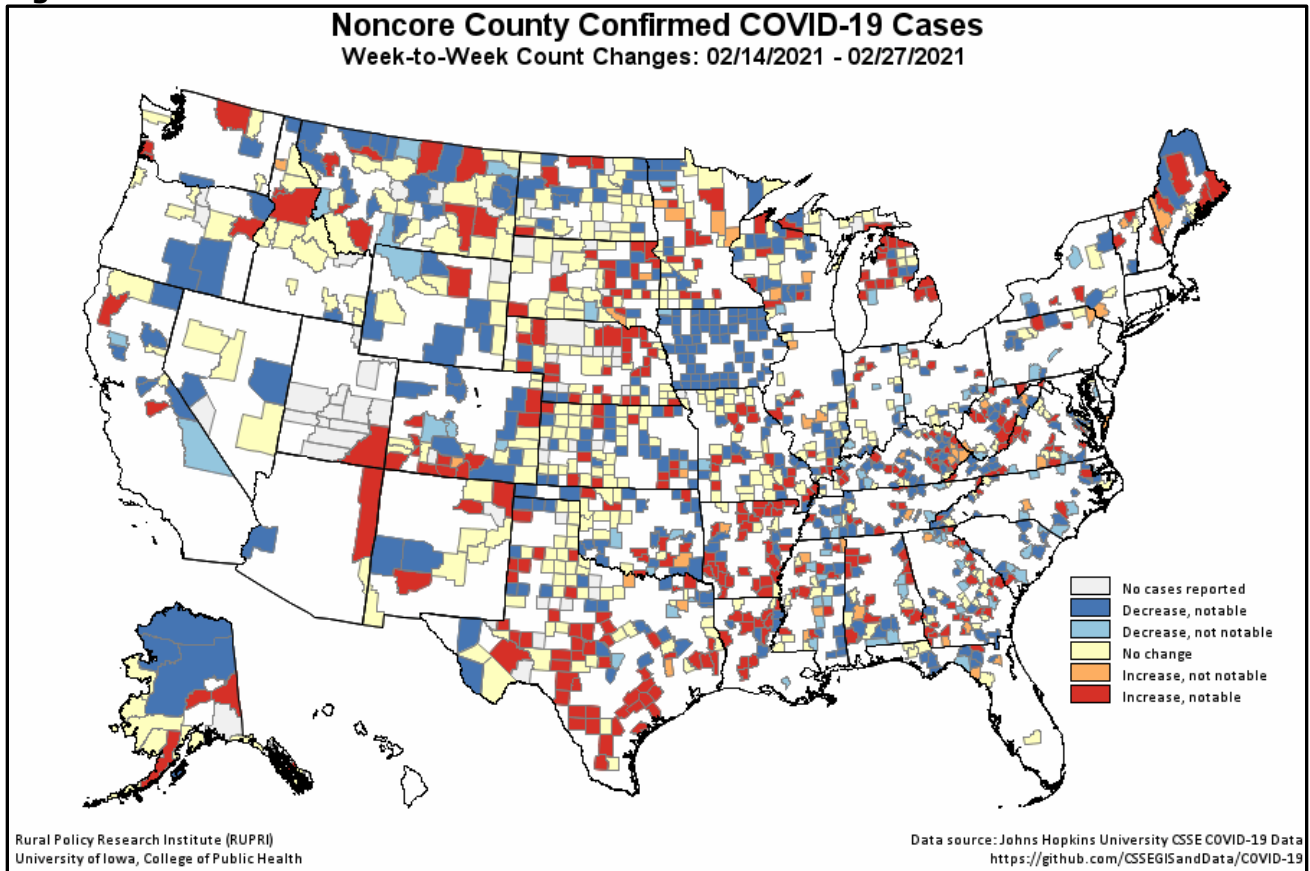 Noncore County Confirmed COVID-19 Cases
Week-to-Week Count Changes: 02/14/2021 - 02/27/2021
No cases reported
Decrease, notable
Decrease, not notable
No change
Increase, not notable
Increase, notable
Rural Policy Research Institute (RUPRI)
University of Iowa, College of Public Health
Data source: Johns Hopkins University CSSE COVID-19 Data
https://github.com/CSSEGISandData/COVID-19